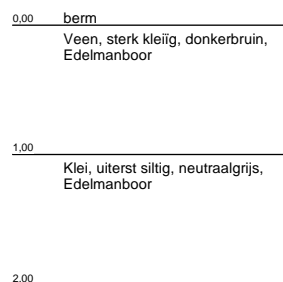 0,00 berm
Veen, sterk kleiïg, donkerbruin,
Edelmanboor
1,00
Klei, uiterst siltig, neutraalgrijs,
Edelmanboor
2.00